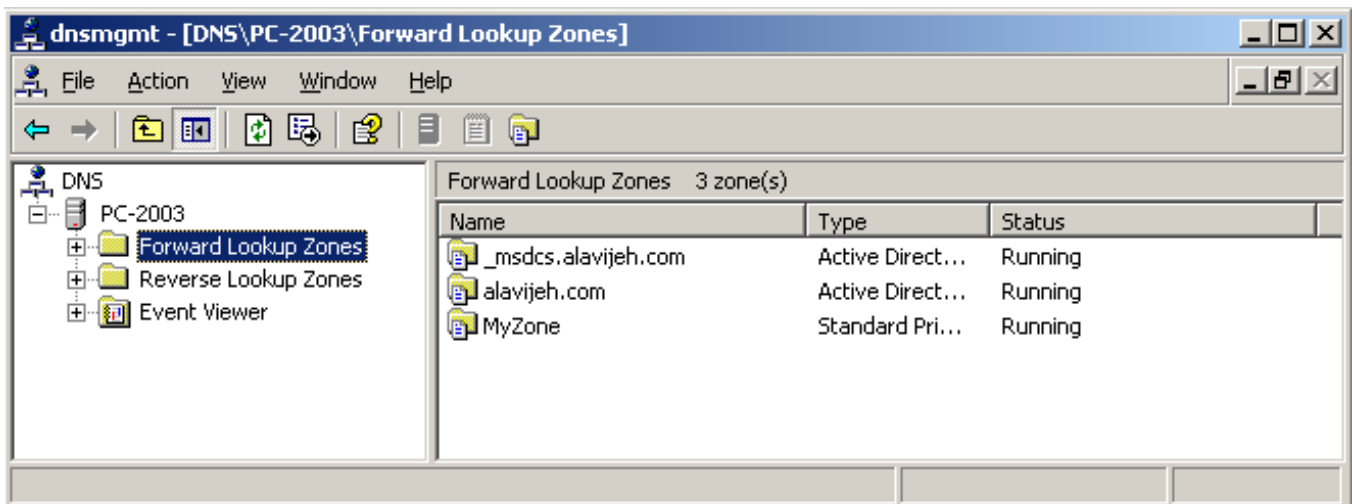 dnsmgmt - [DNS\PC-2003\Forward Lookup Zones]
File Action View Window Help
DNS
PC-2003
Forward Lookup Zones
Reverse Lookup Zones
Event Viewer
Forward Lookup Zones 3 zone(s)
Name Type Status
_msdcs.alavijeh.com Active Direct... Running
alavijeh.com Active Direct... Running
MyZone Standard Pri... Running